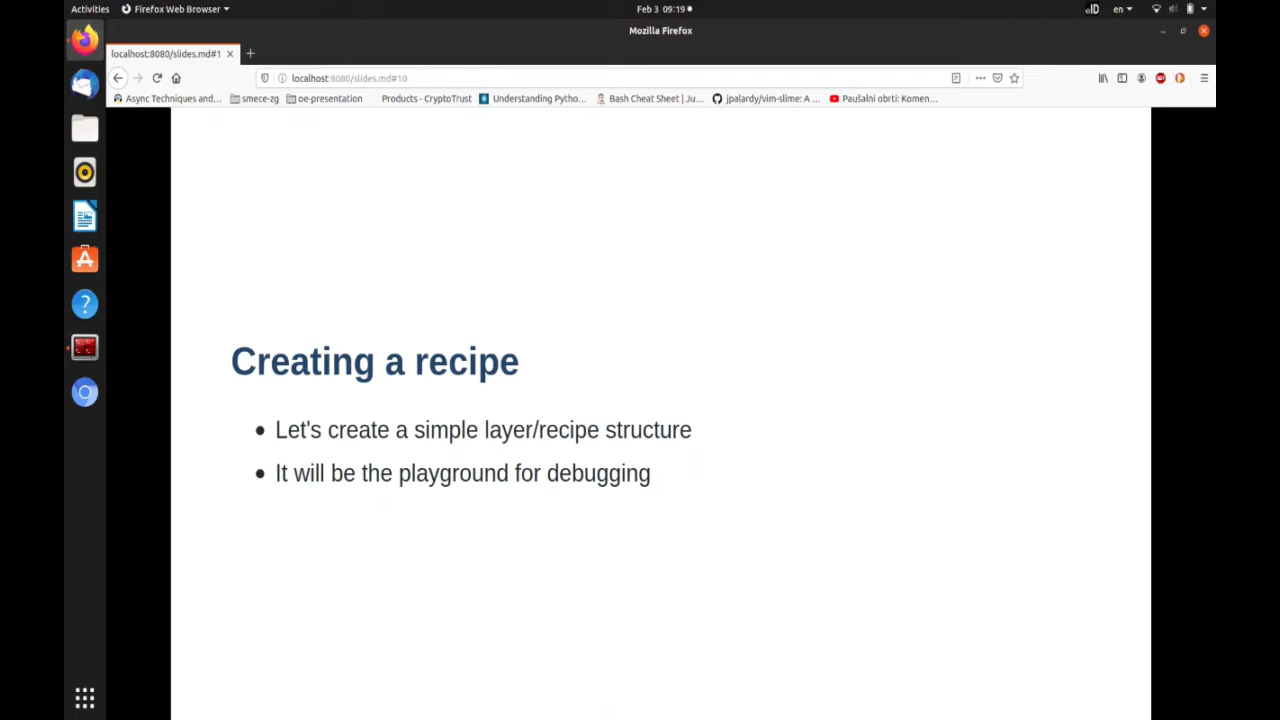 Activities
Firefox Web Browser
Feb 3 09:19
en
Mozilla Firefox
localhost:8080/slides.md#1
localhost:8080/slides.md#10
Async Techniques and...
smece-zg
oe-presentation
Products - CryptoTrust
Understanding Pytho...
Bash Cheat Sheet | Ju...
jpalardy/vim-slime: A ...
Paušalni obrti: Komen...
Creating a recipe
• Let's create a simple layer/recipe structure
• It will be the playground for debugging